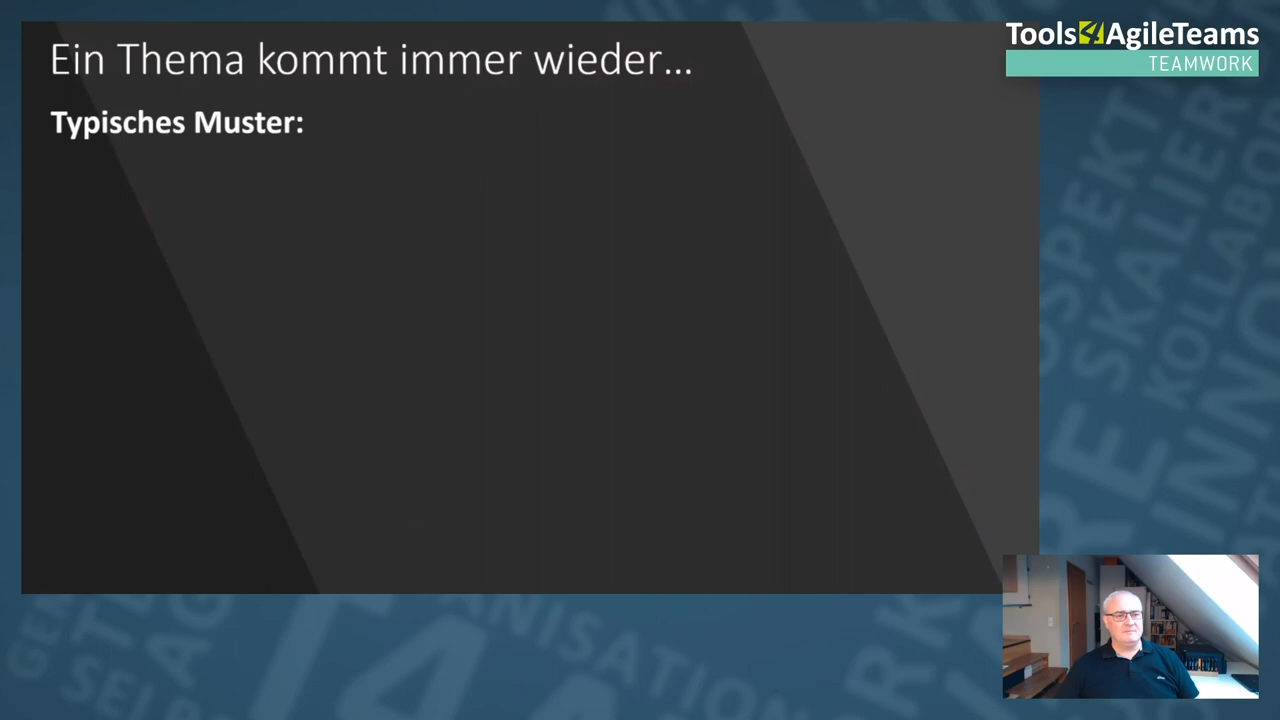 Ein Thema kommt immer wieder...
Typisches Muster:
Tools4AgileTeams
TEAMWORK